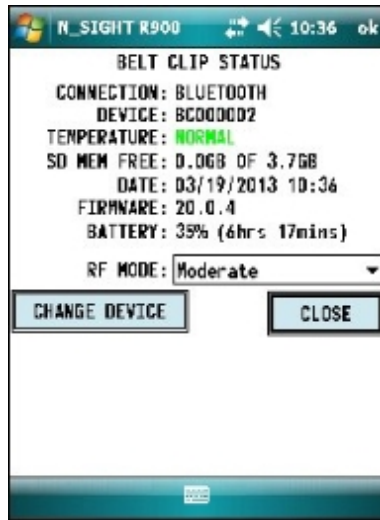 N_SIGHT R900 10:36 ok
BELT CLIP STATUS
CONNECTION: BLUETOOTH
DEVICE: BC0000D2
TEMPERATURE: NORMAL
SD MEM FREE: 0.0GB OF 3.7GB
DATE: 03/19/2013 10:36
FIRMWARE: 20.0.4
BATTERY: 35% (6hrs 17mins)
RF MODE: Moderate
CHANGE DEVICE CLOSE